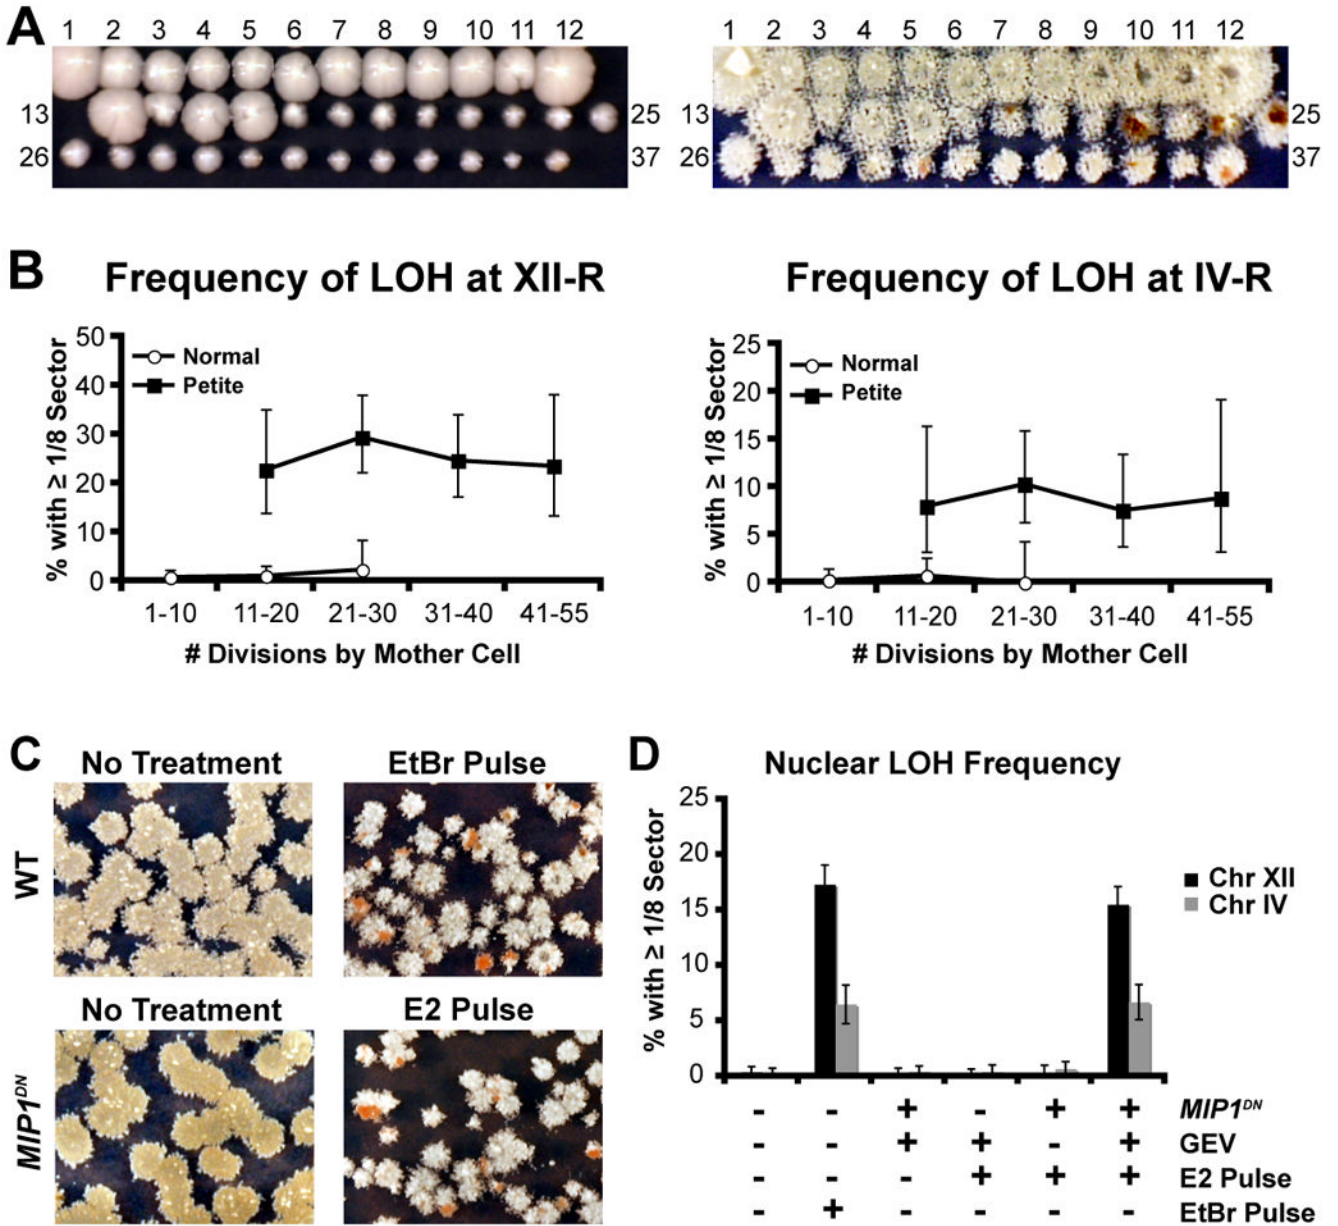 A
1 2 3 4 5 6 7 8 9 10 11 12
1 2 3 4 5 6 7 8 9 10 11 12
13 25
13 25
26 37
26 37
B
Frequency of LOH at XII-R
% with ≥ 1/8 Sector
50
40
30
20
10
0
Normal
Petite
1-10 11-20 21-30 31-40 41-55
# Divisions by Mother Cell
Frequency of LOH at IV-R
% with ≥ 1/8 Sector
25
20
15
10
5
0
Normal
Petite
1-10 11-20 21-30 31-40 41-55
# Divisions by Mother Cell
C
No Treatment EtBr Pulse
WT
No Treatment E2 Pulse
MIP1DN
D
Nuclear LOH Frequency
% with ≥ 1/8 Sector
25
20
15
10
5
0
Chr XII
Chr IV
- - + - + + MIP1DN
- - + + - + GEV
- - - + + + E2 Pulse
- + - - - - EtBr Pulse